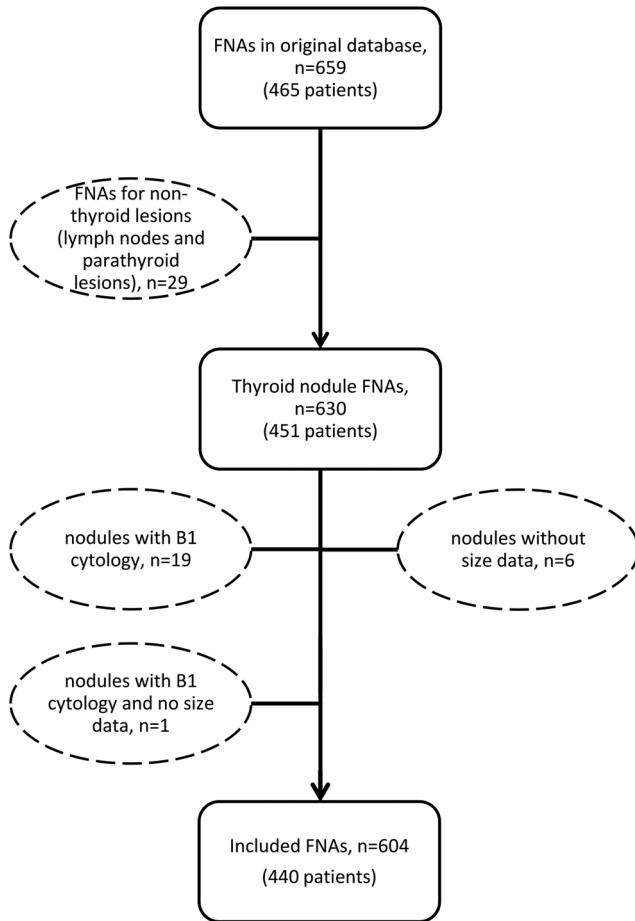 FNAs in original database,
n=659
(465 patients)
FNAs for non-
thyroid lesions
(lymph nodes and
parathyroid
lesions), n=29
Thyroid nodule FNAs,
n=630
(451 patients)
nodules with B1
cytology, n=19
nodules without
size data, n=6
nodules with B1
cytology and no size
data, n=1
Included FNAs, n=604
(440 patients)